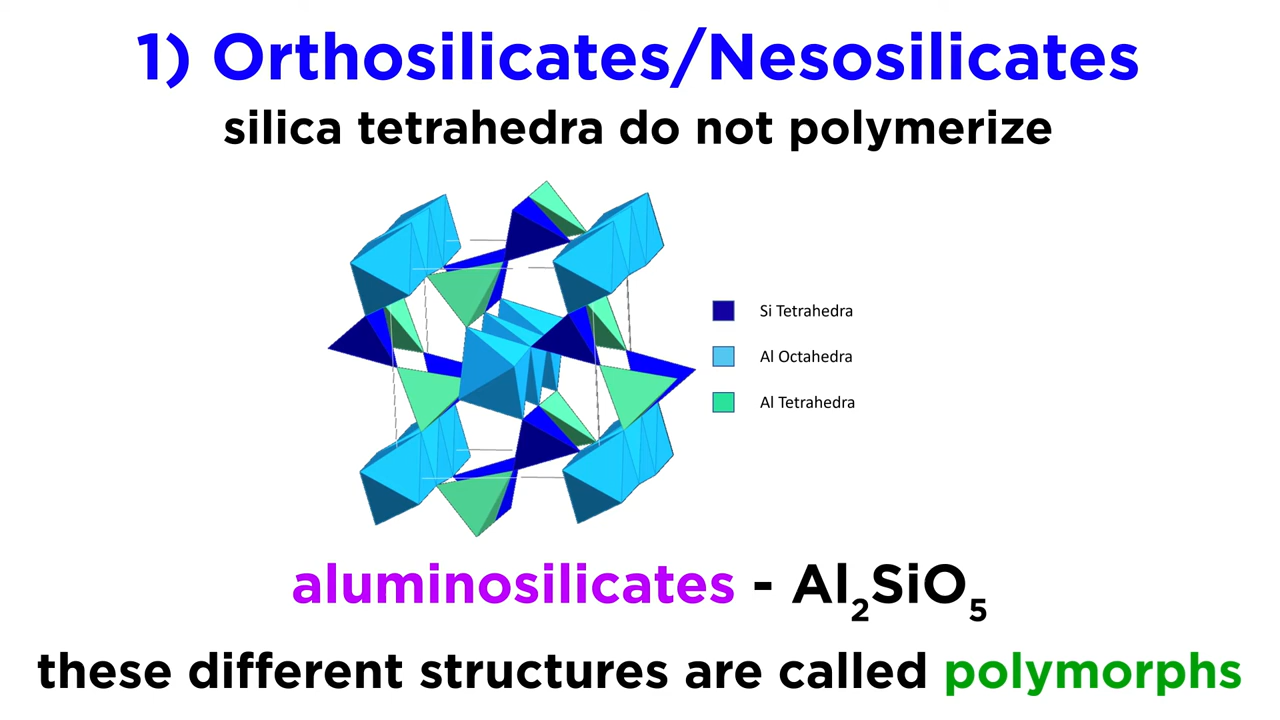 1) Orthosilicates/Nesosilicates
silica tetrahedra do not polymerize
Si Tetrahedra
Al Octahedra
Al Tetrahedra
aluminosilicates - Al₂SiO₅
these different structures are called polymorphs